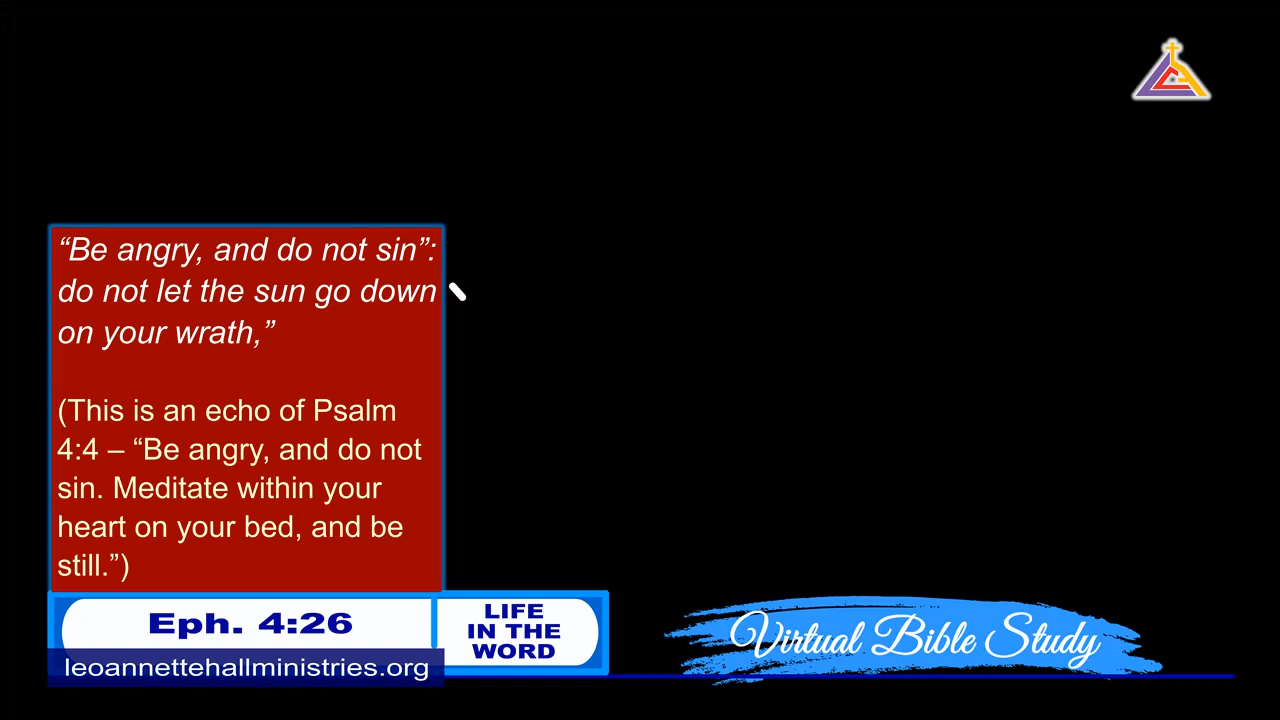 “Be angry, and do not sin”:
do not let the sun go down
on your wrath,”
(This is an echo of Psalm
4:4 – “Be angry, and do not
sin. Meditate within your
heart on your bed, and be
still.”)
Eph. 4:26
LIFE
IN THE
WORD
leoannettehallministries.org
Virtual Bible Study